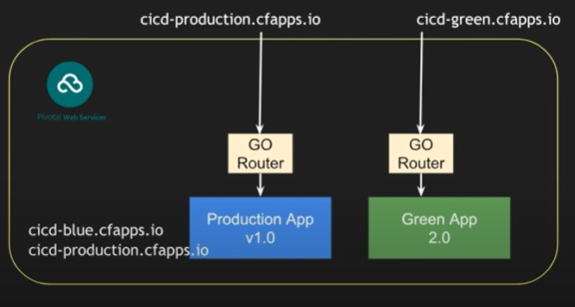 cicd-production.cfapps.io
cicd-green.cfapps.io
Pivotal Web Services
GO
Router
GO
Router
Production App
v1.0
Green App
2.0
cicd-blue.cfapps.io
cicd-production.cfapps.io